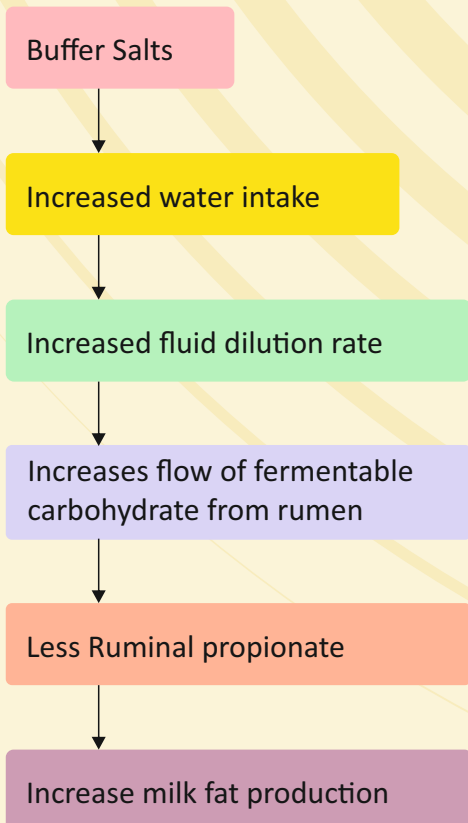 Buffer Salts
Increased water intake
Increased fluid dilution rate
Increases flow of fermentable
carbohydrate from rumen
Less Ruminal propionate
Increase milk fat production